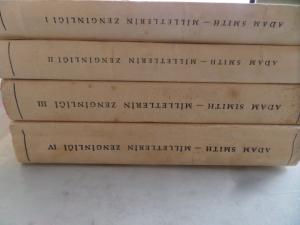 ADAM SMITH – MİLLETLERİN ZENGİNLİĞİ I
ADAM SMITH – MİLLETLERİN ZENGİNLİĞİ II
ADAM SIMITH – MİLLETLERİN ZENGİNLİĞİ III
ADAM SMITH – MİLLETLERİN ZENGİNLİĞİ IV